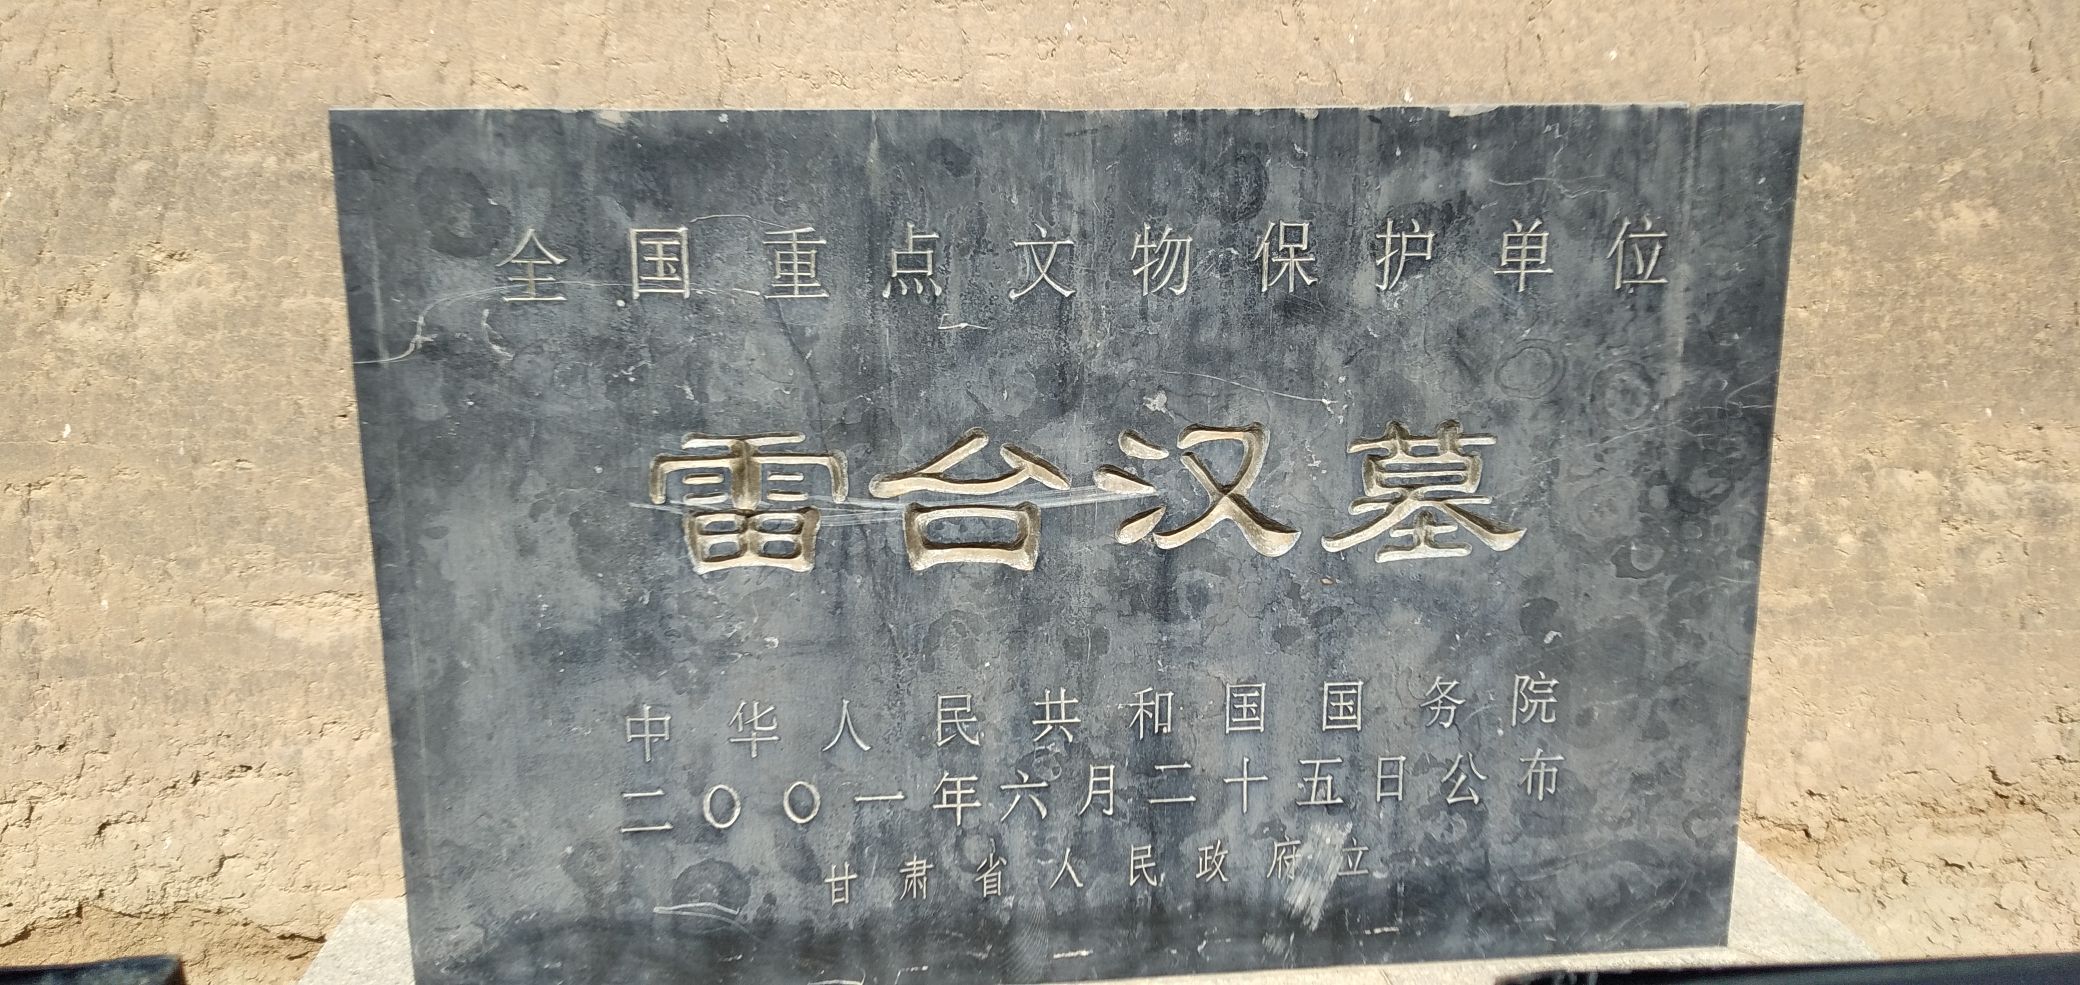 全国重点文物保护单位
雷台汉墓
中华人民共和国国务院
二〇〇一年六月二十五日公布
甘肃省人民政府立